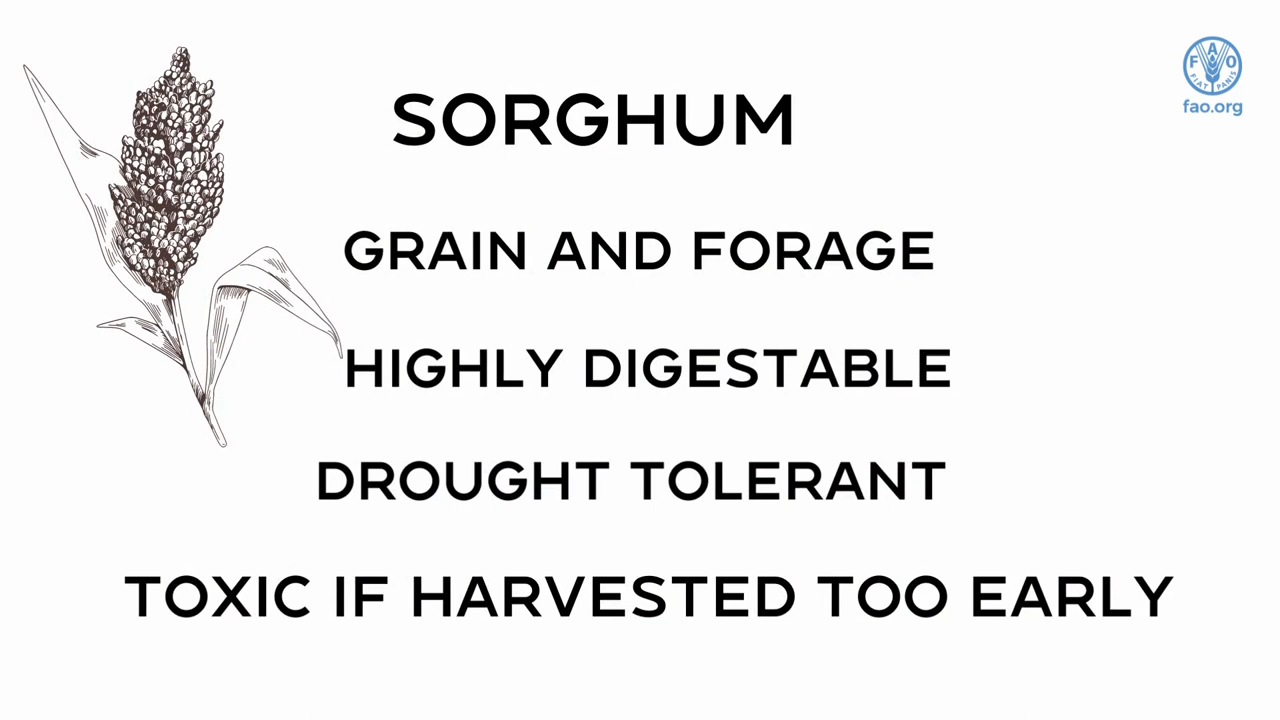 SORGHUM
FAO
FIAT PANIS
fao.org
GRAIN AND FORAGE
HIGHLY DIGESTABLE
DROUGHT TOLERANT
TOXIC IF HARVESTED TOO EARLY